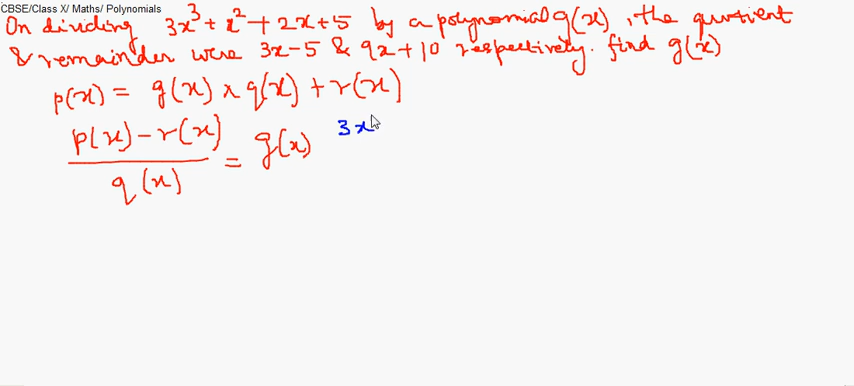 CBSE/Class X/ Maths/ Polynomials
On dividing 3x³ + x² + 2x + 5 by a polynomial g(x), the quotient
& remainder were 3x - 5 & 9x + 10 respectively. find g(x)
p(x) = g(x) x q(x) + r(x)
p(x) - r(x) / q(x) = g(x) 3x